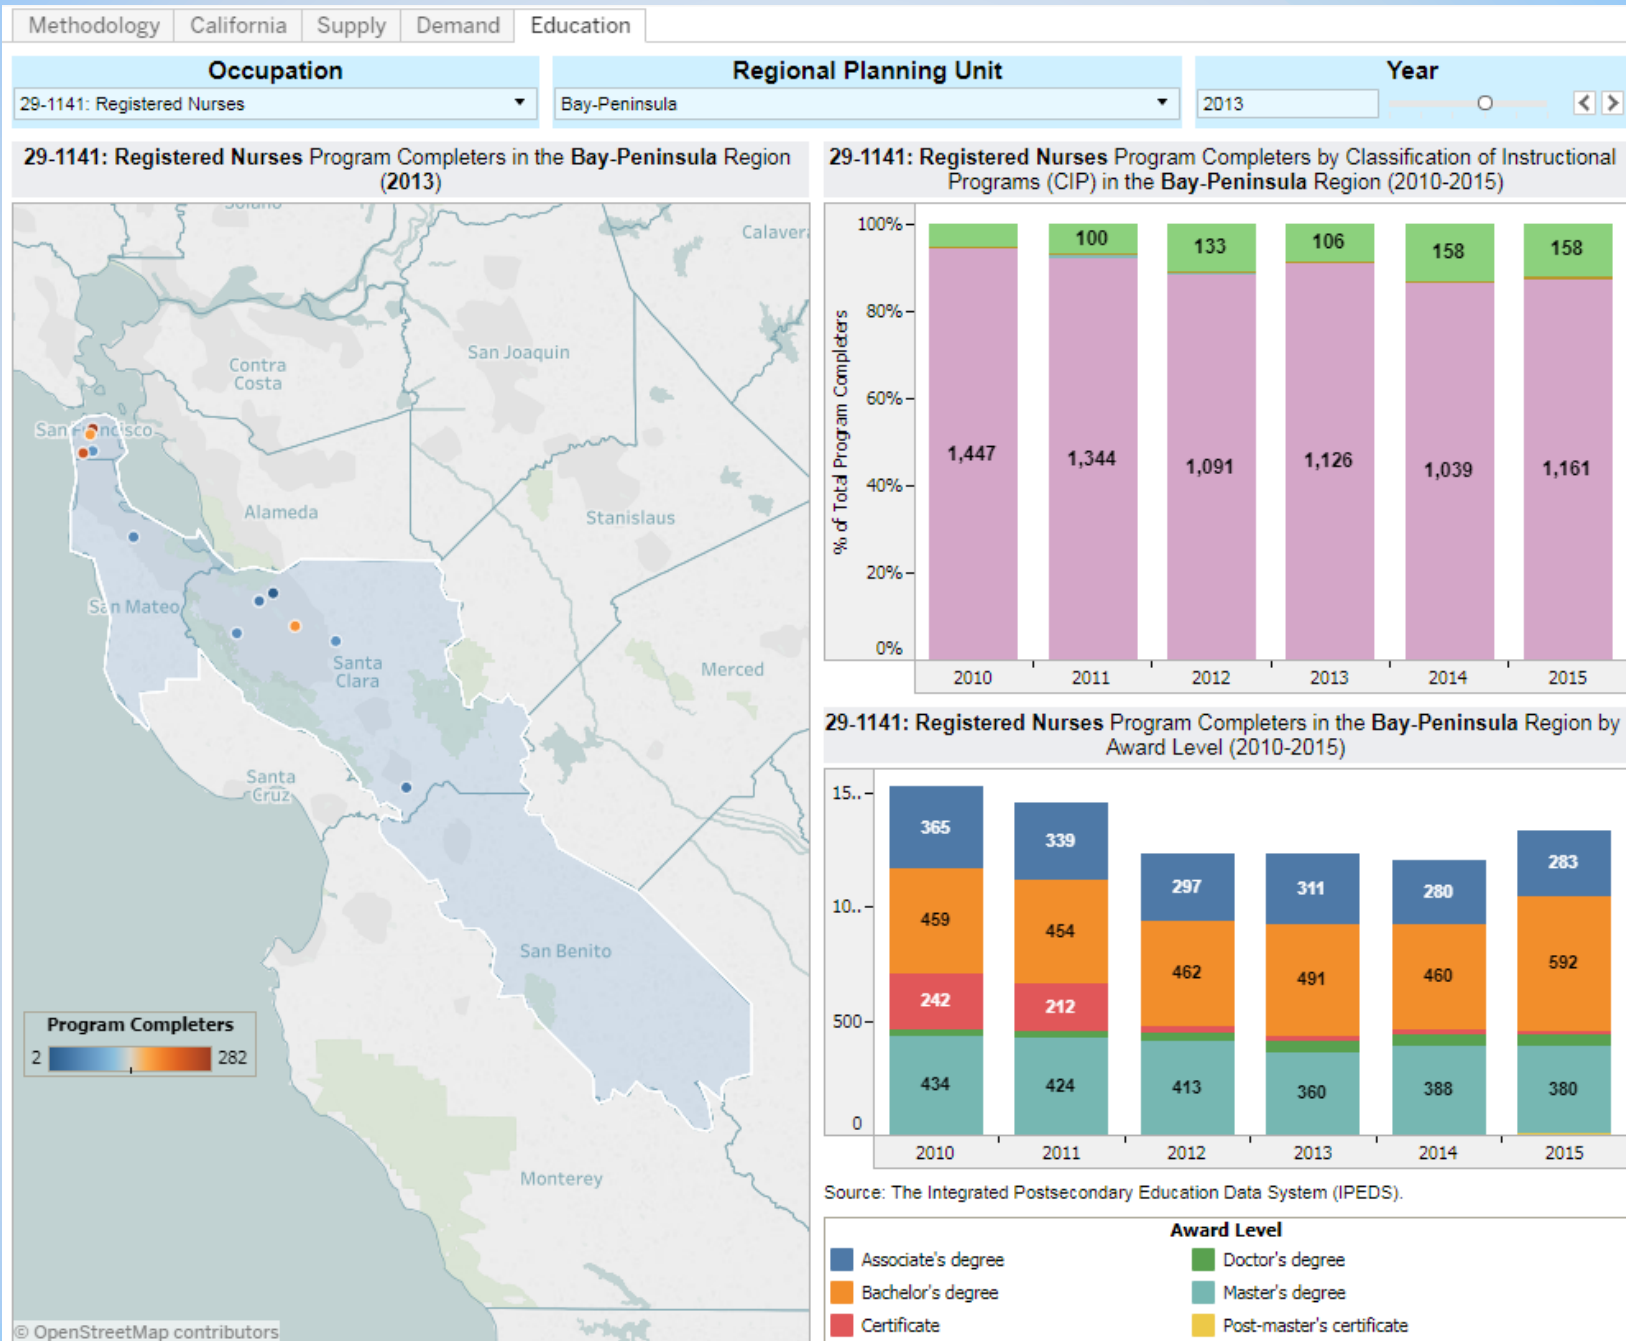 Methodology California Supply Demand Education
Occupation
29-1141: Registered Nurses
Regional Planning Unit
Bay-Peninsula
Year
2013
29-1141: Registered Nurses Program Completers in the Bay-Peninsula Region
(2013)
Solano
Calavera
Contra
Costa
San Joaquin
San Francisco
Alameda
Stanislaus
San Mateo
Santa
Clara
Merced
Santa
Cruz
San Benito
Monterey
Program Completers
2 282
© OpenStreetMap contributors
29-1141: Registered Nurses Program Completers by Classification of Instructional
Programs (CIP) in the Bay-Peninsula Region (2010-2015)
% of Total Program Completers
100%
80%
60%
40%
20%
0%
100 133 106 158 158
1,447 1,344 1,091 1,126 1,039 1,161
2010 2011 2012 2013 2014 2015
29-1141: Registered Nurses Program Completers in the Bay-Peninsula Region by
Award Level (2010-2015)
15..
10..
500
0
365 339 297 311 280 283
459 454 462 491 460 592
242 212
434 424 413 360 388 380
2010 2011 2012 2013 2014 2015
Source: The Integrated Postsecondary Education Data System (IPEDS).
Award Level
Associate's degree Doctor's degree
Bachelor's degree Master's degree
Certificate Post-master's certificate